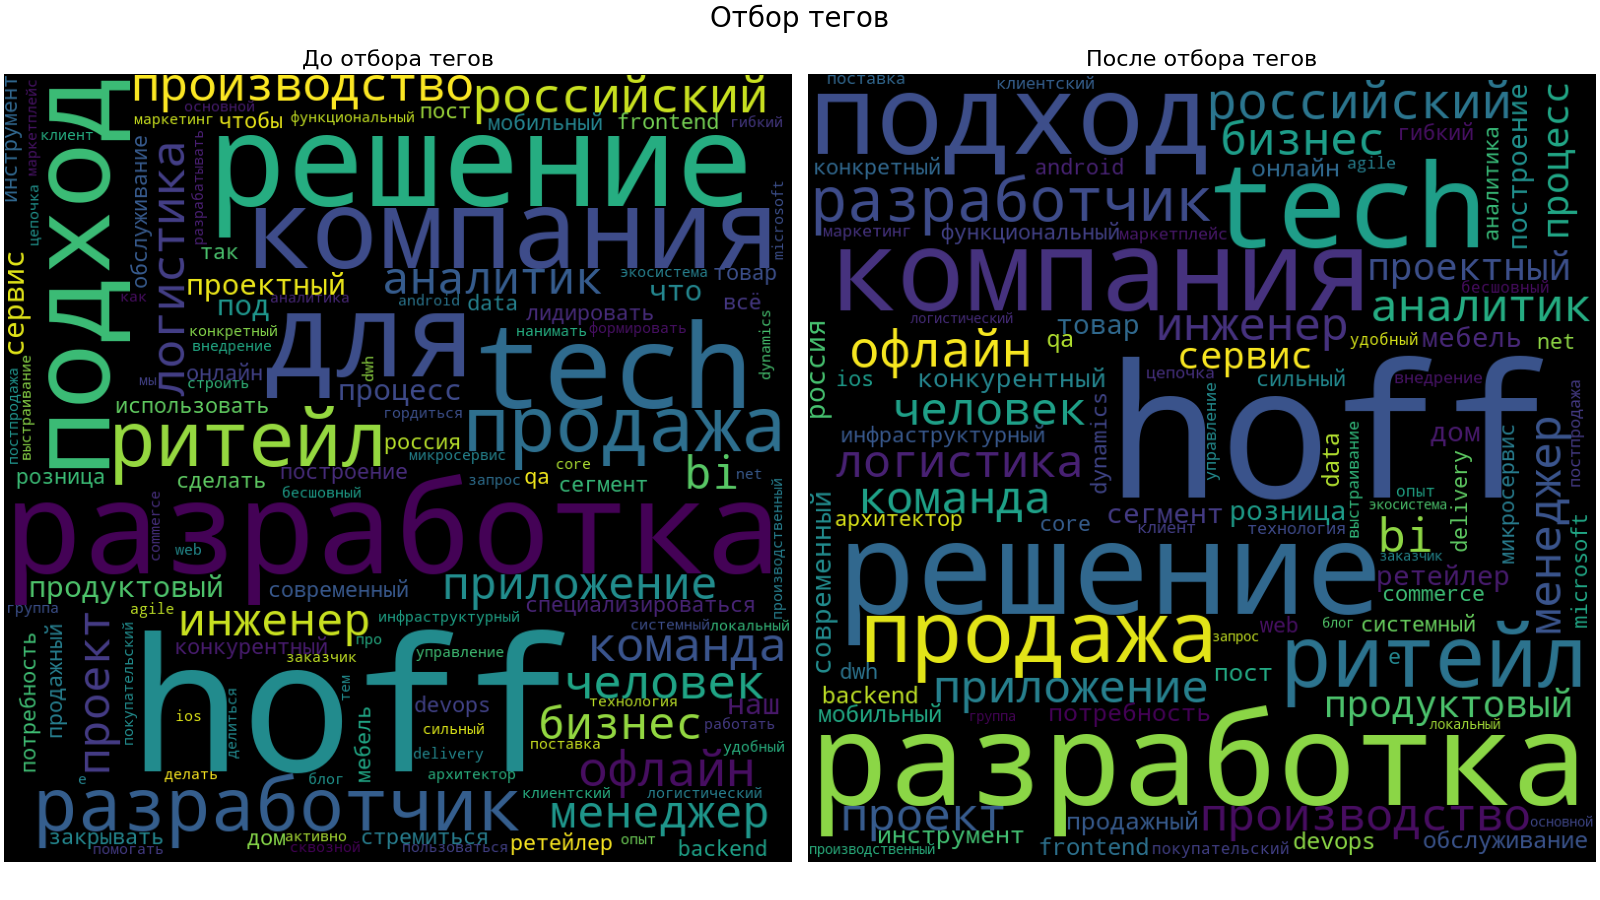 Отбор тегов
До отбора тегов
инструмент
маркетплейс
клиент
подход
производство
основной
маркетинг
чтобы
функциональный
пост
российский
мобильный
frontend
гибкий
разрабатывать
решение
обслуживание
логистика
цепочка
microsoft
компания
так
сервис
проектный
аналитик
экосистема
товар
под
аналитика
android
data
что
всё
как
для
лидировать
конкретный
внедрение
нанимать
формировать
tech
dynamics
онлайн
dwh
процесс
мы
строить
использовать
гордиться
продажа
постпродажа
выстраивание
ритейл
россия
микросервис
розница
сделать
построение
бесшовный
запрос
qa
core
сегмент
bi
net
разработка
commerce
web
производственный
продуктовый
современный
приложение
группа
agile
инженер
специализироваться
инфраструктурный
системный
локальный
потребность
продажный
проект
покупательский
конкурентный
про
заказчик
управление
команда
hoff
тем
человек
технология
наш
ios
делиться
devops
сильный
бизнес
работать
поставка
удобный
мебель
delivery
е
делать
блог
архитектор
офлайн
клиентский
логистический
разработчик
менеджер
закрывать
дом
активно
стремиться
ретейлер
опыт
помогать
сквозной
пользоваться
backend
После отбора тегов
поставка
клиентский
подход
российский
построение
процесс
бизнес
гибкий
аналитика
конкретный
android
онлайн
agile
разработчик
tech
маркетинг
функциональный
маркетплейс
компания
проектный
бесшовный
аналитик
логистический
россия
товар
инженер
офлайн
qa
сервис
удобный
мебель
net
ios
конкурентный
цепочка
сильный
внедрение
hoff
человек
dynamics
управление
постпродажа
инфраструктурный
data
дом
менеджер
логистика
выстраивание
delivery
микросервис
современный
команда
опыт
экосистема
архитектор
core
сегмент
клиент
розница
технология
bi
microsoft
решение
заказчик
ретейлер
commerce
продажа
запрос
web
блог
системный
dwh
пост
ритейл
е
backend
приложение
мобильный
группа
потребность
продуктовый
локальный
разработка
проект
продажный
производство
основной
инструмент
производственный
frontend
покупательский
devops
обслуживание